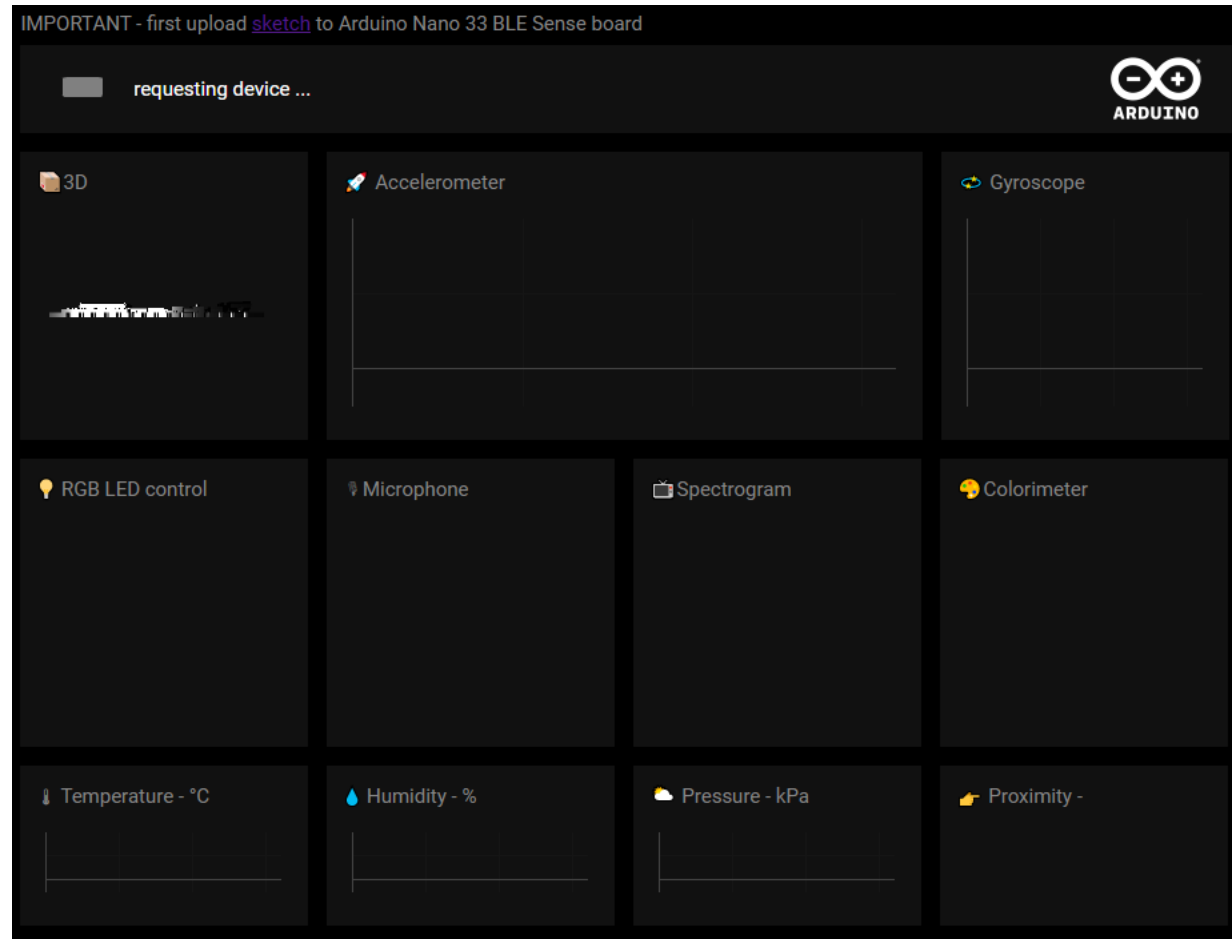 IMPORTANT - first upload sketch to Arduino Nano 33 BLE Sense board
requesting device ...
ARDUINO
3D
Accelerometer
Gyroscope
RGB LED control
Microphone
Spectrogram
Colorimeter
Temperature - °C
Humidity - %
Pressure - kPa
Proximity -